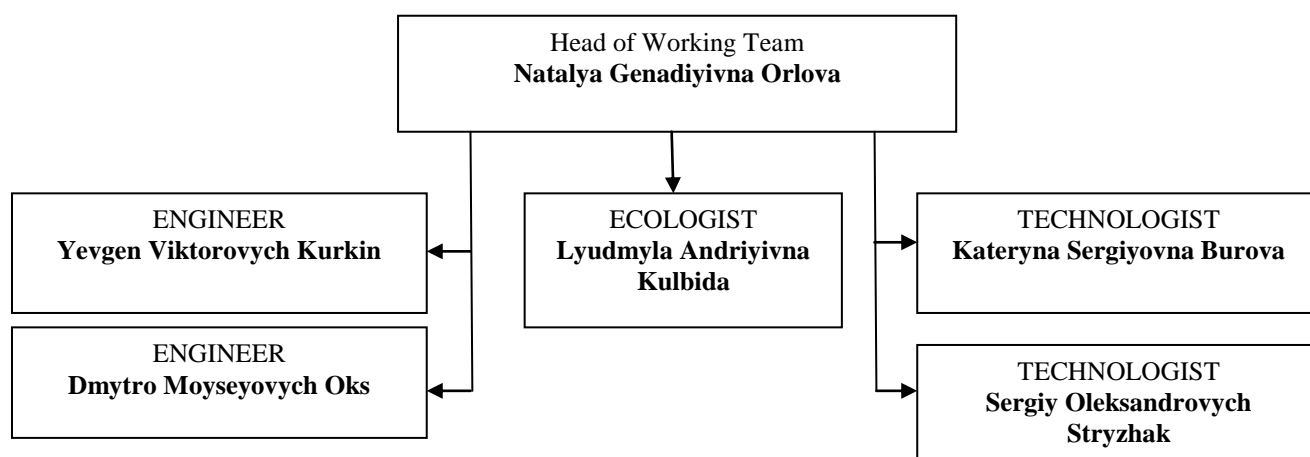 Head of Working Team
Natalya Genadiyivna Orlova
ENGINEER
Yevgen Viktorovych Kurkin
ECOLOGIST
Lyudmyla Andriyivna
Kulbida
TECHNOLOGIST
Kateryna Sergiyovna Burova
ENGINEER
Dmytro Moyseyovych Oks
TECHNOLOGIST
Sergiy Oleksandrovych
Stryzhak